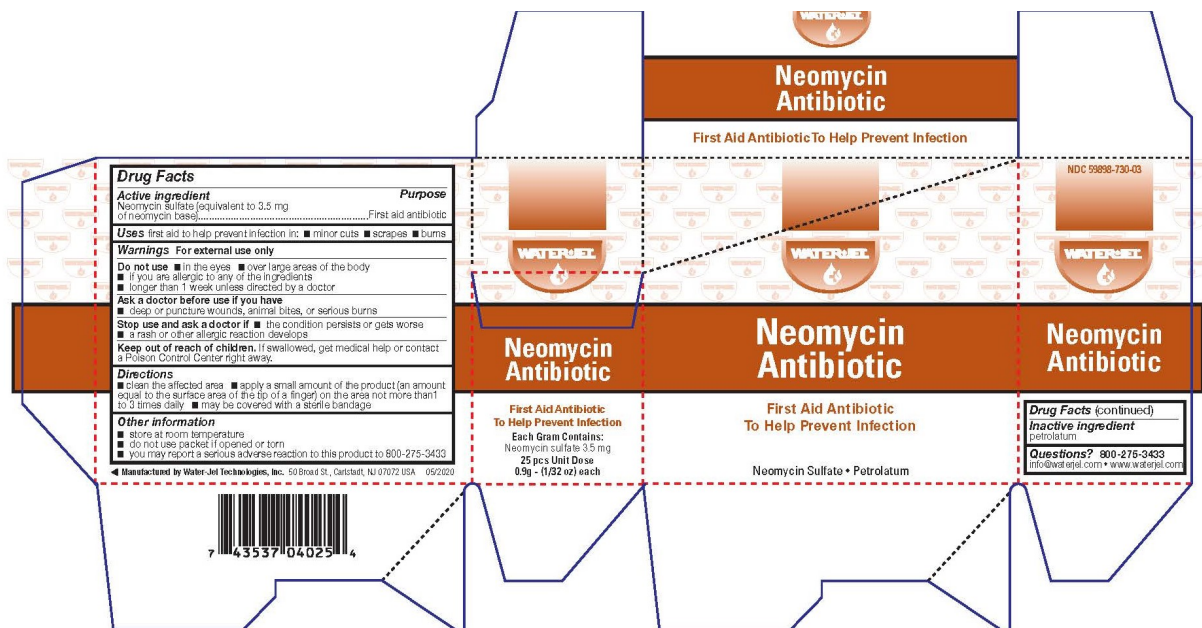 WATER·JEL
Neomycin
Antibiotic
First Aid Antibiotic To Help Prevent Infection
Drug Facts
Active ingredient Purpose
Neomycin sulfate (equivalent to 3.5 mg
of neomycin base)..........First aid antibiotic
Uses first aid to help prevent infection in: ■ minor cuts ■ scrapes ■ burns
Warnings For external use only
Do not use ■ in the eyes ■ over large areas of the body
■ if you are allergic to any of the ingredients
■ longer than 1 week unless directed by a doctor
Ask a doctor before use if you have
■ deep or puncture wounds, animal bites, or serious burns
Stop use and ask a doctor if ■ the condition persists or gets worse
■ a rash or other allergic reaction develops
Keep out of reach of children. If swallowed, get medical help or contact
a Poison Control Center right away.
Directions
■ clean the affected area ■ apply a small amount of the product (an amount
equal to the surface area of the tip of a finger) on the area not more than1
to 3 times daily ■ may be covered with a sterile bandage
Other information
■ store at room temperature
■ do not use packet if opened or torn
■ you may report a serious adverse reaction to this product to 800-275-3433
◀ Manufactured by Water-Jel Technologies, Inc. 50 Broad St., Carlstadt, NJ 07072 USA 05/2020
7 43537 04025 4
WATER·JEL
Neomycin
Antibiotic
First Aid Antibiotic
To Help Prevent Infection
Each Gram Contains:
Neomycin sulfate 3.5 mg
25 pcs Unit Dose
0.9g - (1/32 oz) each
WATER·JEL
Neomycin
Antibiotic
First Aid Antibiotic
To Help Prevent Infection
Neomycin Sulfate • Petrolatum
NDC 59898-730-03
WATER·JEL
Neomycin
Antibiotic
Drug Facts (continued)
Inactive ingredient
petrolatum
Questions? 800-275-3433
info@waterjel.com • www.waterjel.com